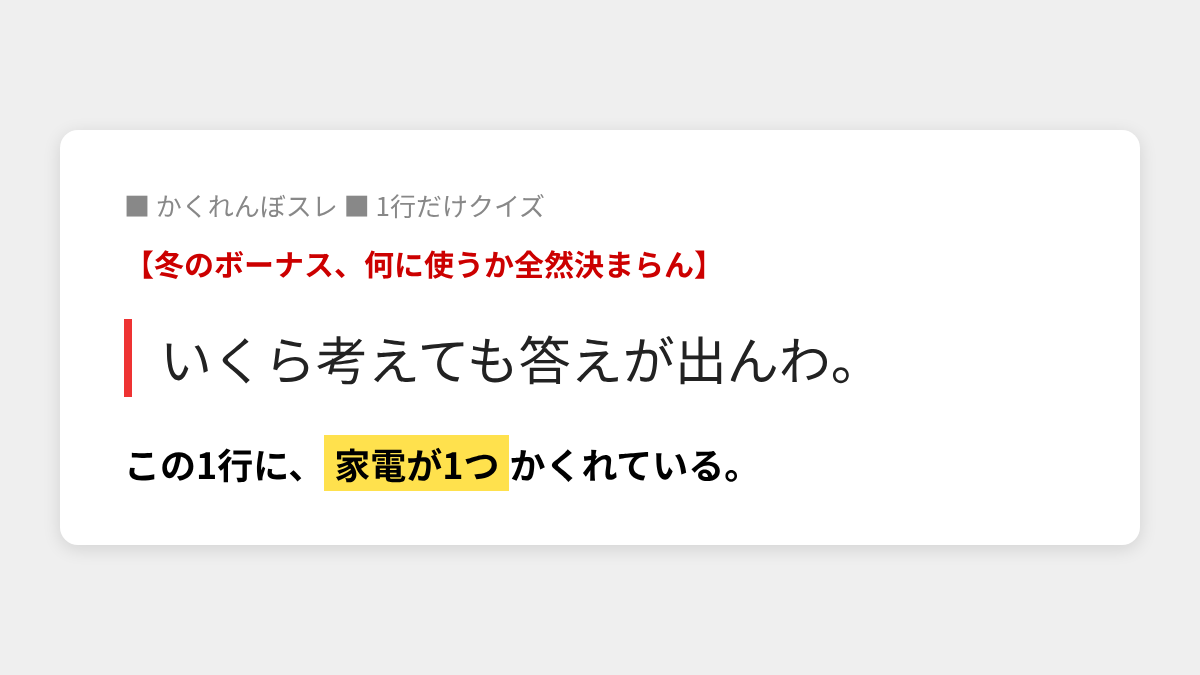 ■ かくれんぼスレ ■ 1行だけクイズ
【冬のボーナス、何に使うか全然決まらん】
いくら考えても答えが出んわ。
この1行に、家電が1つかくれている。